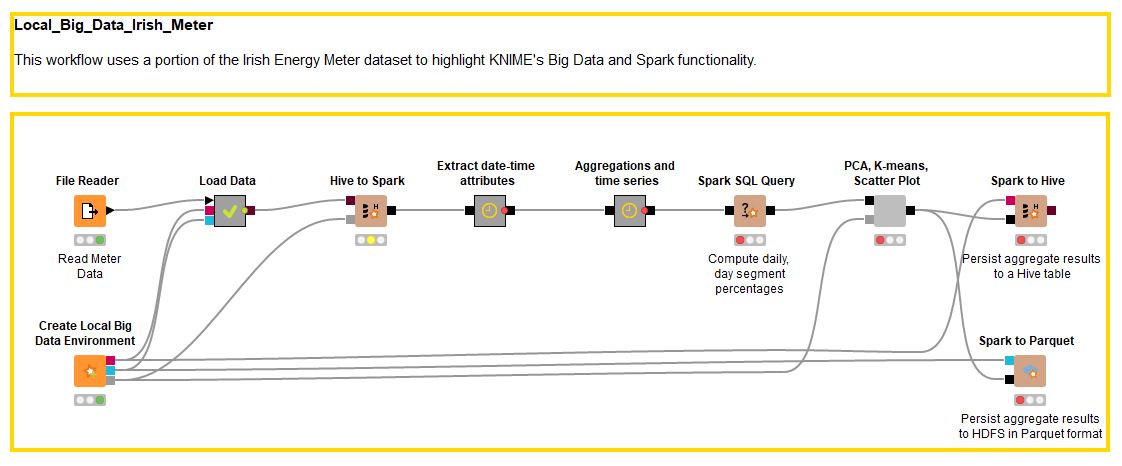 Local_Big_Data_Irish_Meter
This workflow uses a portion of the Irish Energy Meter dataset to highlight KNIME's Big Data and Spark functionality.
File Reader
Read Meter
Data
Load Data
Hive to Spark
H
Extract date-time
attributes
Aggregations and
time series
Spark SQL Query
?
Compute daily,
day segment
percentages
PCA, K-means,
Scatter Plot
Spark to Hive
H
Persist aggregate results
to a Hive table
Create Local Big
Data Environment
Spark to Parquet
Persist aggregate results
to HDFS in Parquet format